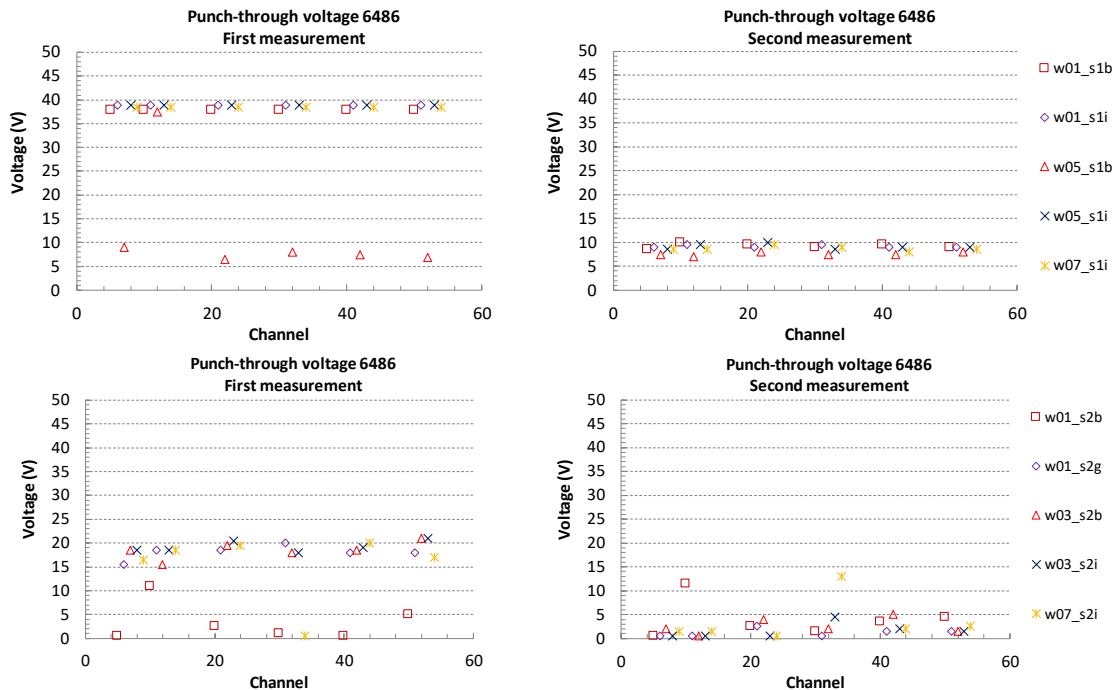 Punch-through voltage 6486
First measurement
50
45
40
35
30
25
20
15
10
5
0
Voltage (V)
0
20
40
60
Channel
Punch-through voltage 6486
Second measurement
50
45
40
35
30
25
20
15
10
5
0
Voltage (V)
0
20
40
60
Channel
w01_s1b
w01_s1i
w05_s1b
w05_s1i
w07_s1i
Punch-through voltage 6486
First measurement
50
45
40
35
30
25
20
15
10
5
0
Voltage (V)
0
20
40
60
Channel
Punch-through voltage 6486
Second measurement
50
45
40
35
30
25
20
15
10
5
0
Voltage (V)
0
20
40
60
Channel
w01_s2b
w01_s2g
w03_s2b
w03_s2i
w07_s2i